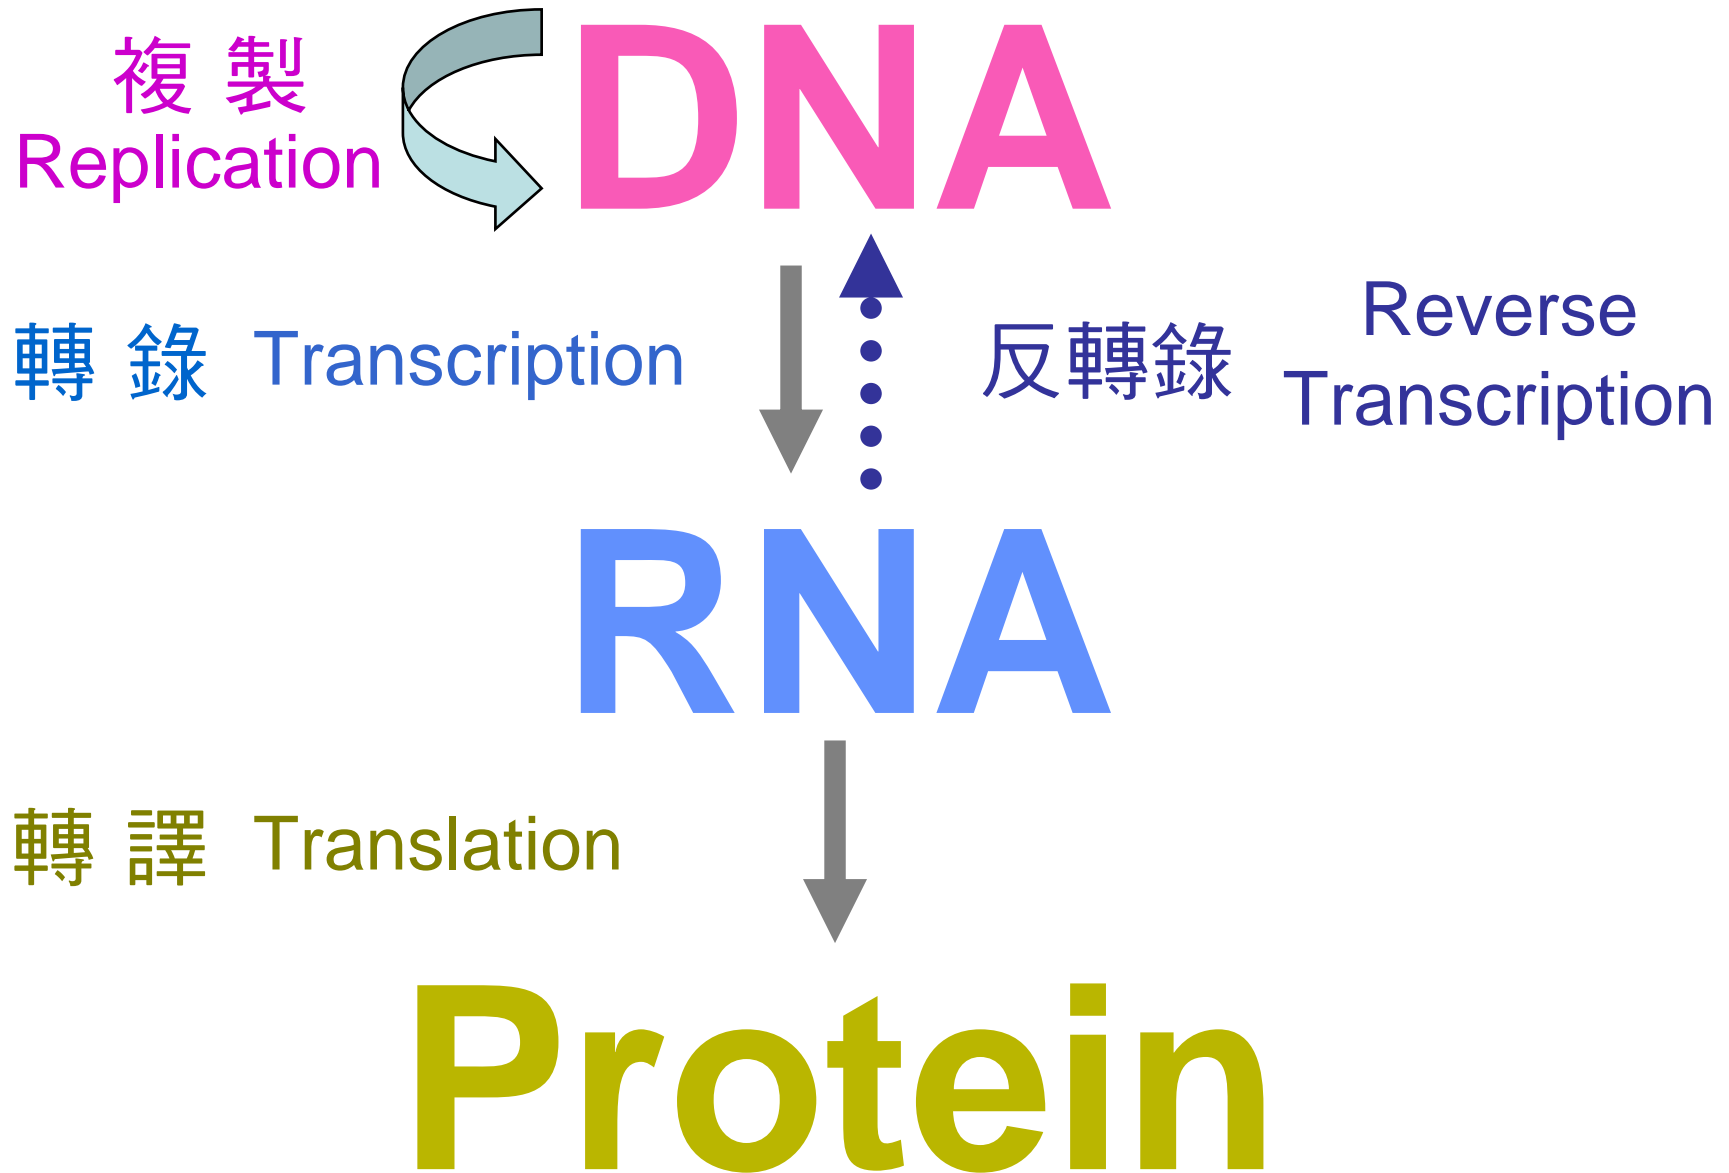 複 製
Replication
DNA
轉 錄 Transcription
反轉錄
Reverse
Transcription
RNA
轉 譯 Translation
Protein